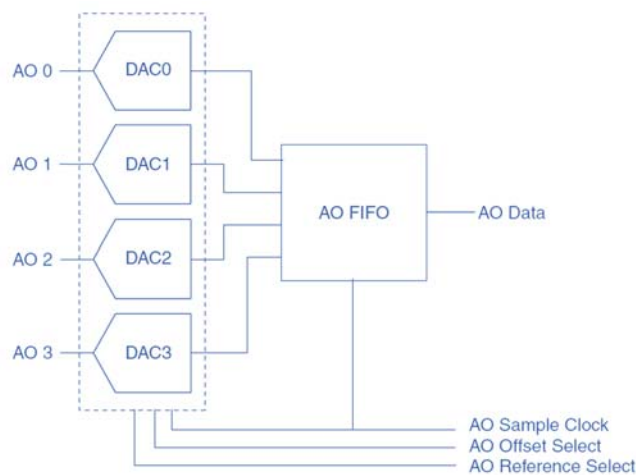 AO 0
DAC0
AO 1
DAC1
AO FIFO
AO Data
AO 2
DAC2
AO 3
DAC3
AO Sample Clock
AO Offset Select
AO Reference Select